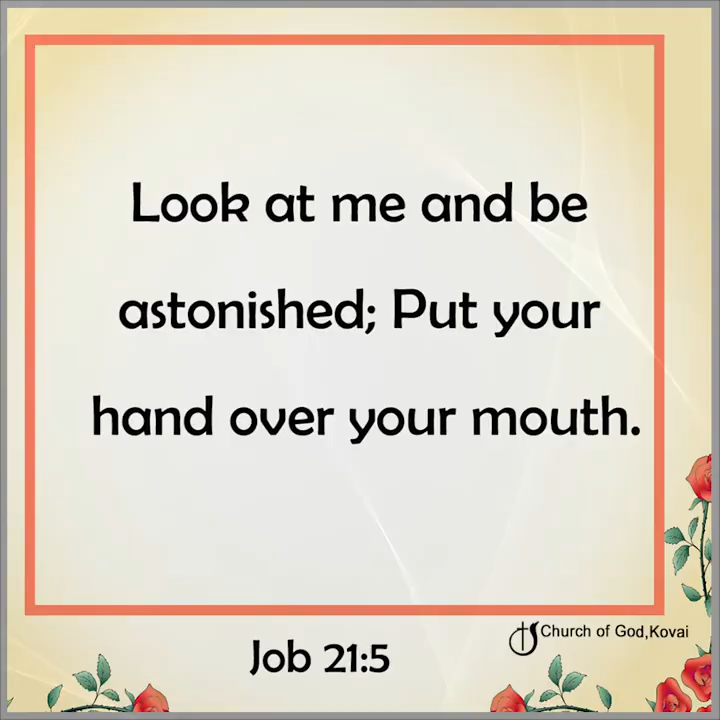 Look at me and be
astonished; Put your
hand over your mouth.
Church of God,Kovai
Job 21:5